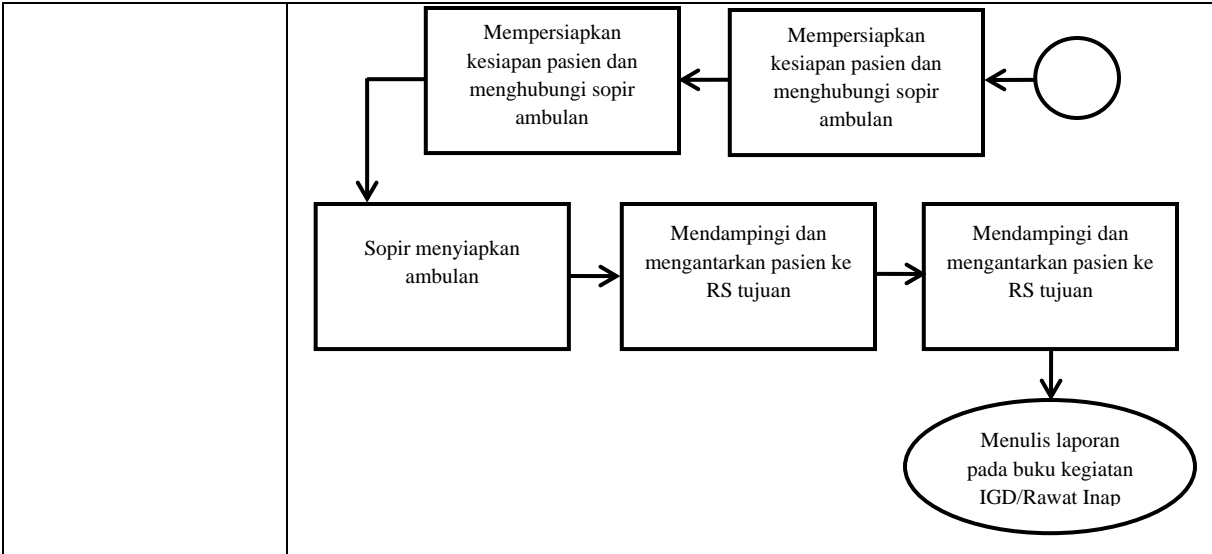 Mempersiapkan
kesiapan pasien dan
menghubungi sopir
ambulan
Mempersiapkan
kesiapan pasien dan
menghubungi sopir
ambulan
Sopir menyiapkan
ambulan
Mendampingi dan
mengantarkan pasien ke
RS tujuan
Mendampingi dan
mengantarkan pasien ke
RS tujuan
Menulis laporan
pada buku kegiatan
IGD/Rawat Inap